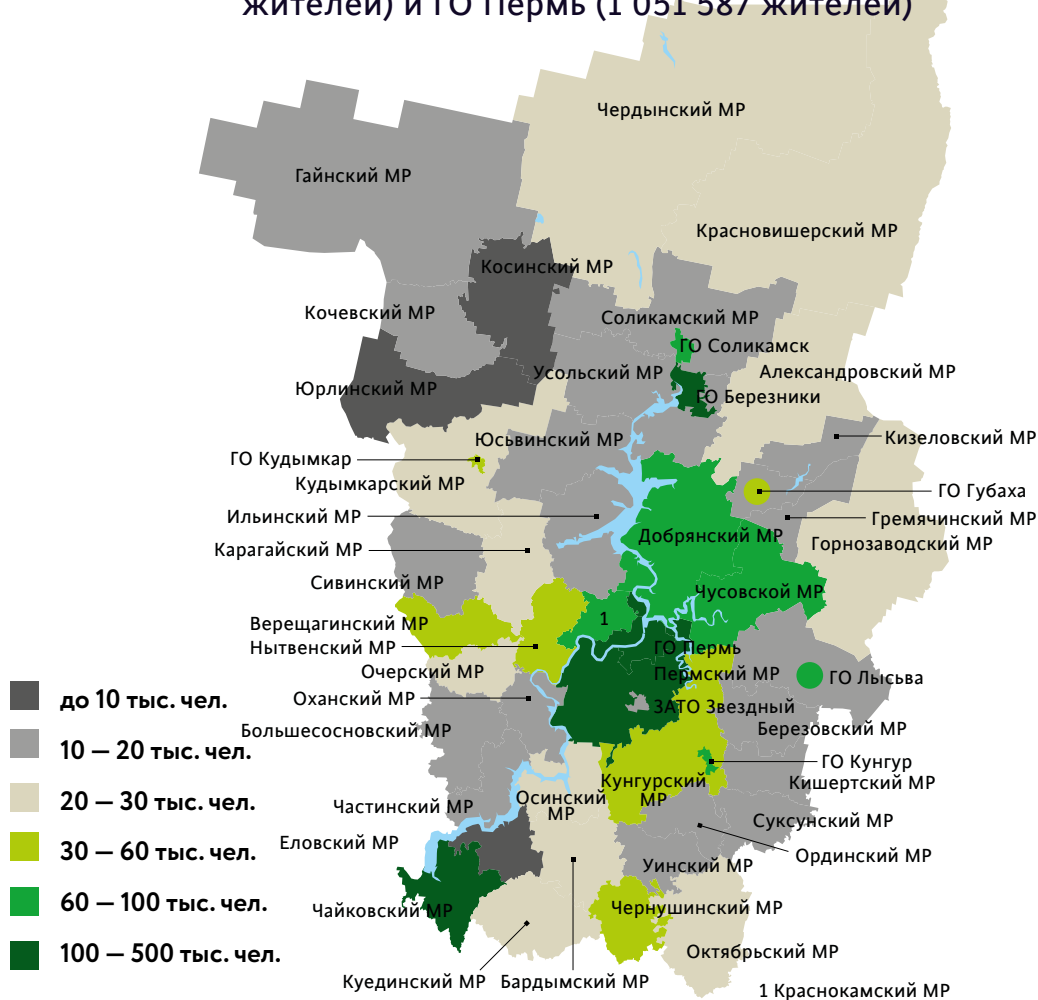 жителей) и ГО Пермь (1 051 587 жителей)
Чердынский МР
Гайнский МР
Красновишерский МР
Косинский МР
Кочевский МР
Соликамский МР
ГО Соликамск
Усольский МР
Александровский МР
Юрлинский МР
ГО Березники
Юсьвинский МР
Кизеловский МР
ГО Кудымкар
Кудымкарский МР
ГО Губаха
Ильинский МР
Гремячинский МР
Добрянский МР
Горнозаводский МР
Карагайский МР
Сивинский МР
Чусовской МР
Верещагинский МР
1
Нытвенский МР
ГО Пермь
Очерский МР
Пермский МР
ГО Лысьва
Оханский МР
ЗАТО Звездный
Большесосновский МР
Березовский МР
ГО Кунгур
Кунгурский
МР
Кишертский МР
Осинский
МР
Частинский МР
Суксунский МР
Еловский МР
Ординский МР
Уинский МР
Чайковский МР
Чернушинский МР
Октябрьский МР
Куединский МР
Бардымский МР
1 Краснокамский МР
до 10 тыс. чел.
10 — 20 тыс. чел.
20 — 30 тыс. чел.
30 — 60 тыс. чел.
60 — 100 тыс. чел.
100 — 500 тыс. чел.